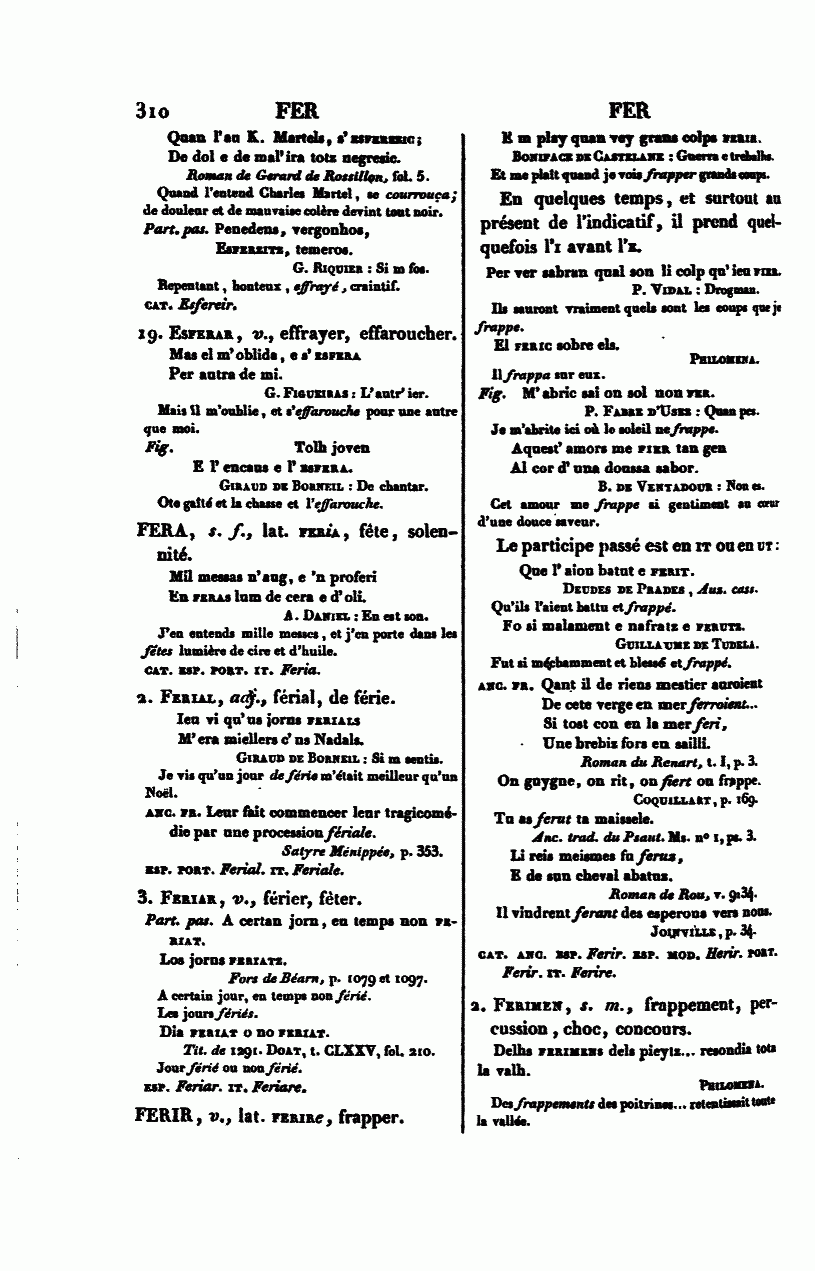 310 FER FER
Quan l'au K. Martels, s'ESFEREZIC;
De dol e de mal'ira totz negresic.
Roman de Gerard de Rossillon, fol. 5.
Quand l'entend Charles Martel, se courrouça;
de douleur et de mauvaise colère devint tout noir.
Part. pas. Penedens, vergonhos,
ESFEREITZ, temeros.
G. RIQUIER : Si m fos.
Repentant, honteux, effrayé, craintif.
CAT. Esfereir.
19. ESFERAR, v., effrayer, effaroucher.
Mas el m'oblida, e s'ESFERA
Per autra de mi.
G. FIGUEIRAS : L'autr'ier.
Mais il m'oublie, et s'effarouche pour une autre
que moi.
Fig. Tolh joven
E l'encaus e l'ESFERA.
GIRAUD DE BORNEIL : De chantar.
Ote gaîté et la chasse et l'effarouche.
FERA, s. f., lat. FERIA, fête, solen-
nité.
Mil messas n'aug, e 'n proferi
En FERAS lum de cera e d'oli.
A. DANIEL : En est son.
J'en entends mille messes, et j'en porte dans les
fêtes lumière de cire et d'huile.
CAT. ESP. PORT. IT. Feria.
2. FERIAL, adj., férial, de férie.
Ieu vi qu'us jorns FERIALS
M'era miellers c'us Nadals.
GIRAUD DE BORNEIL : Si m sentis.
Je vis qu'un jour de férie m'était meilleur qu'un
Noël.
ANC. FR. Leur fait commencer leur tragicomé-
die par une procession fériale.
Satyre Ménippée, p. 353.
ESP. PORT. Ferial. IT. Feriale.
3. FERIAR, v., férier, fêter.
Part. pas. A certan jorn, en temps non FE-
RIAT.
Los jorns FERIATZ.
Fors de Béarn, p. 1079 et 1097.
A certain jour, en temps non férié.
Les jours fériés.
Dia FERIAT o no FERIAT.
Tit. de 1291. DOAT, t. CLXXV, fol. 210.
Jour férié ou non férié.
ESP. Feriar. IT. Feriare.
FERIR, v., lat. FERIRE, frapper.
E m play quan vey grans colps FERIR.
BONIFACE DE CASTELANE : Guerra e trebalhs.
Et me plaît quand je vois frapper grands coups.
En quelques temps, et surtout au
présent de l'indicatif, il prend quel-
quefois l'I avant l'E.
Per ver sabran qual son li colp qu'ieu FIER.
P. VIDAL : Drogman.
Ils sauront vraiment quels sont les coups que je
frappe.
El FERIC sobre els.
PHILOMENA.
Il frappa sur eux.
Fig. M'abric sai on sol non FER.
P. FABRE D'UZES : Quan pes.
Je m'abrite ici où le soleil ne frappe.
Aquest'amors me FIER tan gen
Al cor d'una doussa sabor.
B. DE VENTADOUR : Non es.
Cet amour me frappe si gentiment au cœur
d'une douce saveur.
Le participe passé est en IT ou en UT :
Que l'aion batut e FERIT.
DEUDES DE PRADES, Aus. cass.
Qu'ils l'aient battu et frappé.
Fo si malament e nafratz e FERUTZ.
GUILLAUME DE TUDELA.
Fut si méchamment et blessé et frappé.
ANC. FR. Qant il de riens mestier auroient
De cete verge en mer ferroient...
Si tost con en la mer feri,
Une brebiz fors en sailli.
Roman du Renart, t. I, p. 3.
On guygne, on rit, on fiert on frappe.
COQUILLART, p. 169.
Tu as ferut ta maissele.
Anc. trad. du Psaut. Ms. nº 1, ps. 3.
Li reis meismes fu ferus,
E de sun cheval abatuz.
Roman de Rou, v. 9134.
Il vindrent ferant des esperons vers nous.
JOINVILLE, p. 34.
CAT. ANC. ESP. Ferir. ESP. MOD. Herir. PORT.
Ferir. IT. Ferire.
2. FERIMEN, s. m., frappement, per-
cussion, choc, concours.
Delhs FERIMENS dels pieytz... resondia tota
la valh.
PHILOMENA.
Des frappements des poitrines... retentissait toute
la vallée.